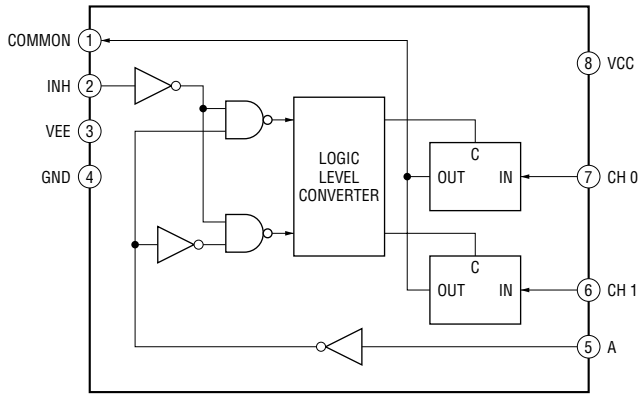 COMMON 1
INH 2
VEE 3
GND 4
LOGIC
LEVEL
CONVERTER
C
OUT IN
C
OUT IN
8 VCC
7 CH 0
6 CH 1
5 A